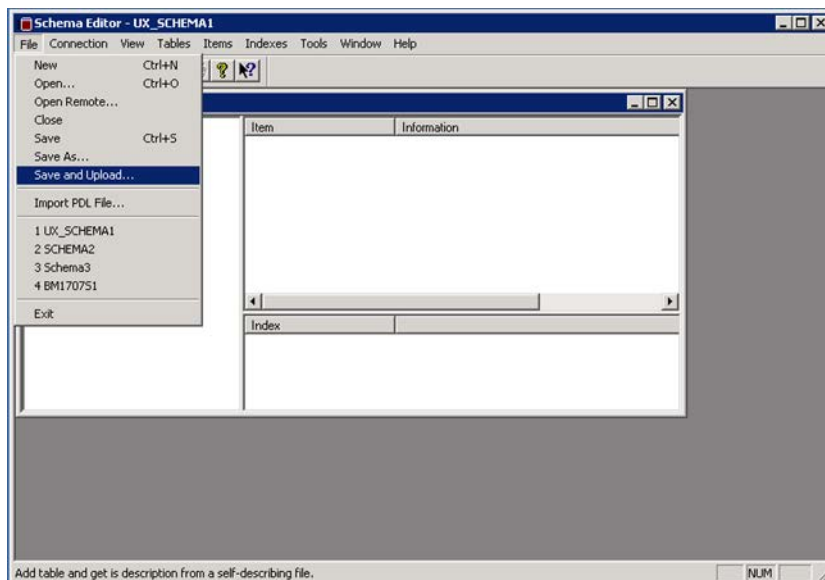 Schema Editor - UX_SCHEMA1
File Connection View Tables Items Indexes Tools Window Help
New Ctrl+N
Open... Ctrl+O
Open Remote...
Close
Save Ctrl+S
Save As...
Save and Upload...
Import PDL File...
1 UX_SCHEMA1
2 SCHEMA2
3 Schema3
4 BM1707S1
Exit
Item Information
Index
Add table and get is description from a self-describing file.
NUM